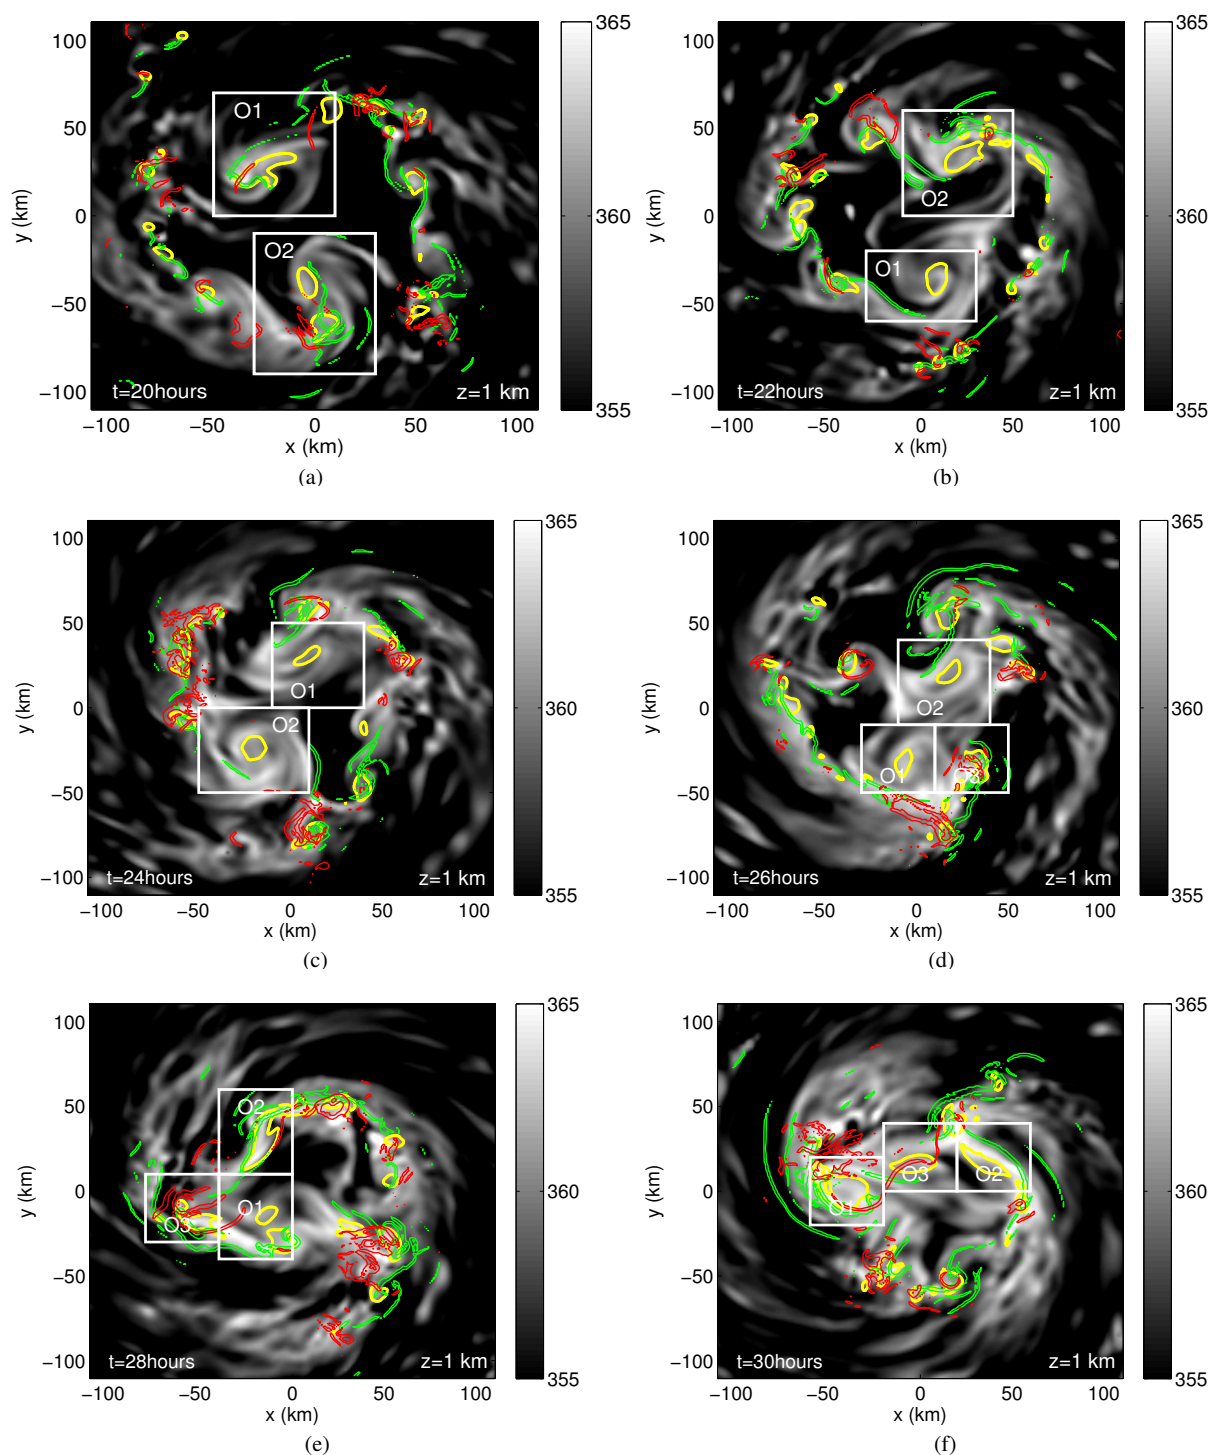 100
50
0
−50
−100
y (km)
O1
O2
t=20hours
z=1 km
−100
−50
0
50
100
x (km)
365
360
355
(a)
100
50
0
−50
−100
y (km)
O2
O1
t=22hours
z=1 km
−100
−50
0
50
100
x (km)
365
360
355
(b)
100
50
0
−50
−100
y (km)
O1
O2
t=24hours
z=1 km
−100
−50
0
50
100
x (km)
365
360
355
(c)
100
50
0
−50
−100
y (km)
O2
O1
O3
t=26hours
z=1 km
−100
−50
0
50
100
x (km)
365
360
355
(d)
100
50
0
−50
−100
y (km)
O2
O1
O3
t=28hours
z=1 km
−100
−50
0
50
100
x (km)
365
360
355
(e)
100
50
0
−50
−100
y (km)
O3
O2
O1
t=30hours
z=1 km
−100
−50
0
50
100
x (km)
365
360
355
(f)